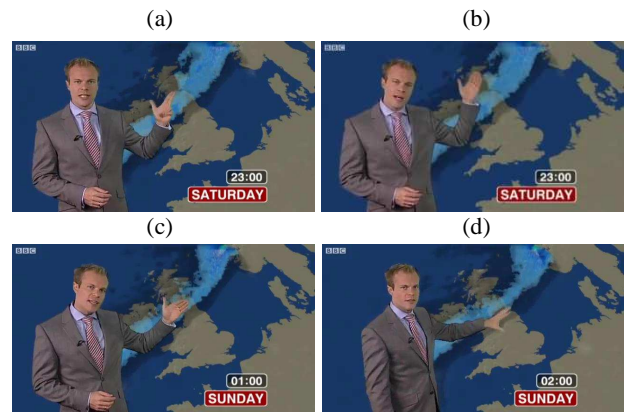 (a)
(b)
BBC
23:00
SATURDAY
BBC
23:00
SATURDAY
(c)
(d)
BBC
01:00
SUNDAY
BBC
02:00
SUNDAY